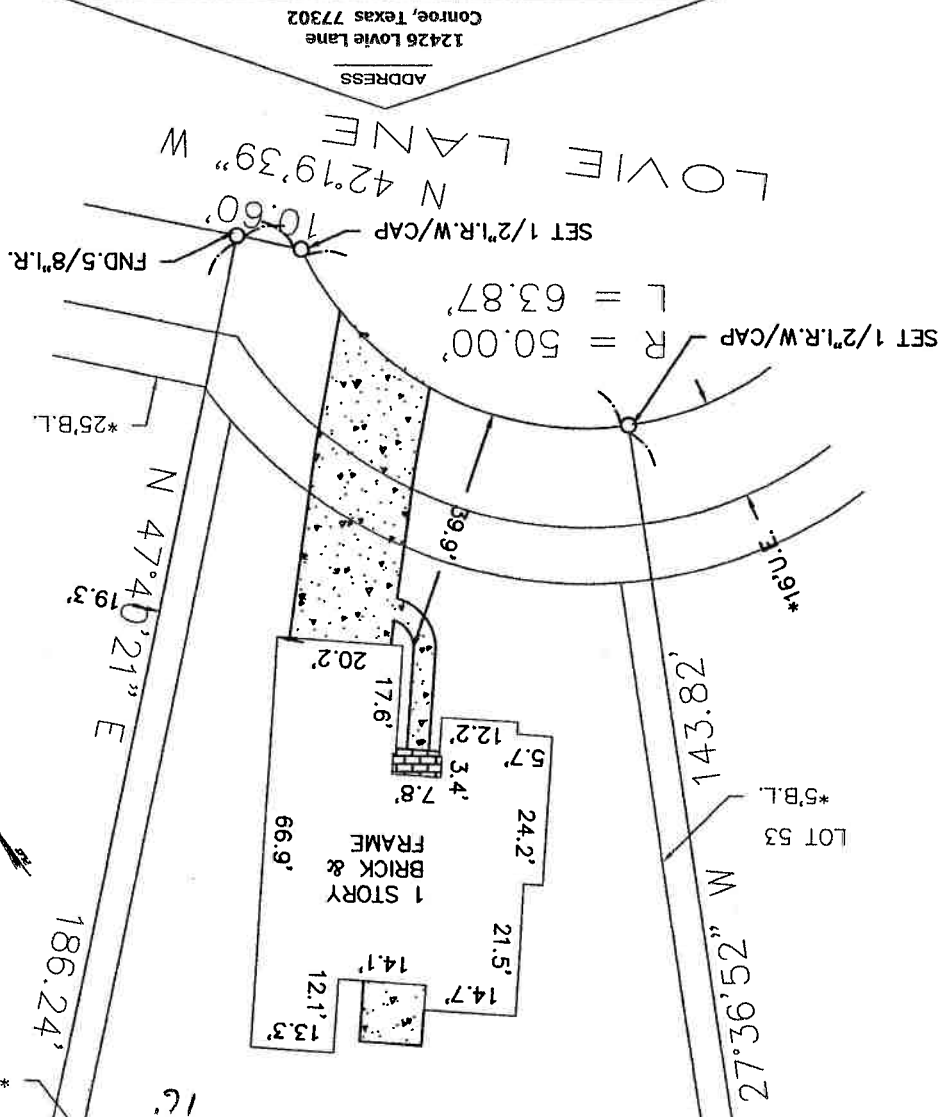 16'
186.24'
N 47°40'21" E
19.3'
*
27°36'52" W
143.82'
LOT 53
*5'B.L.
13.3'
12.1'
14.1'
14.7'
21.5'
24.2'
5.7'
12.2'
3.4'
7.8'
17.6'
20.2'
66.9'
1 STORY
BRICK &
FRAME
39.9'
*16'U.E.
*25'B.L.
SET 1/2"I.R.W/CAP
R = 50.00'
L = 63.87'
FND.5/8"I.R.
SET 1/2"I.R.W/CAP
10.60'
N 42°19'39" W
LOVIE LANE
ADDRESS
12426 Lovie Lane
Conroe, Texas 77302